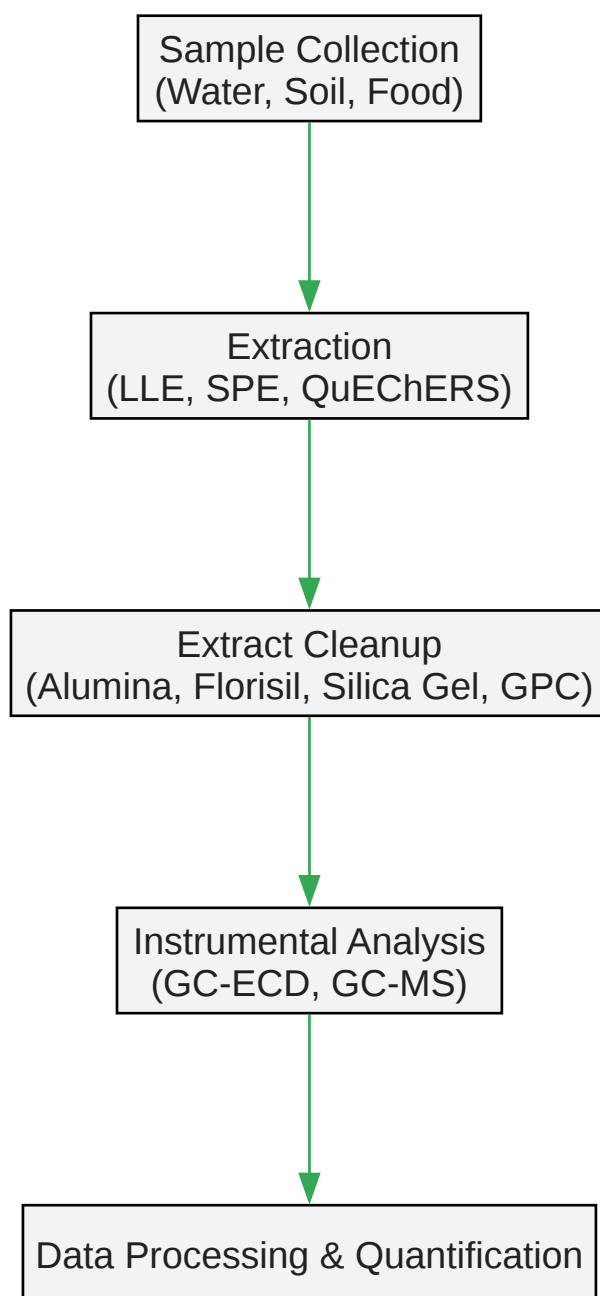 Sample Collection
(Water, Soil, Food)
Extraction
(LLE, SPE, QuEChERS)
Extract Cleanup
(Alumina, Florisil, Silica Gel, GPC)
Instrumental Analysis
(GC-ECD, GC-MS)
Data Processing & Quantification